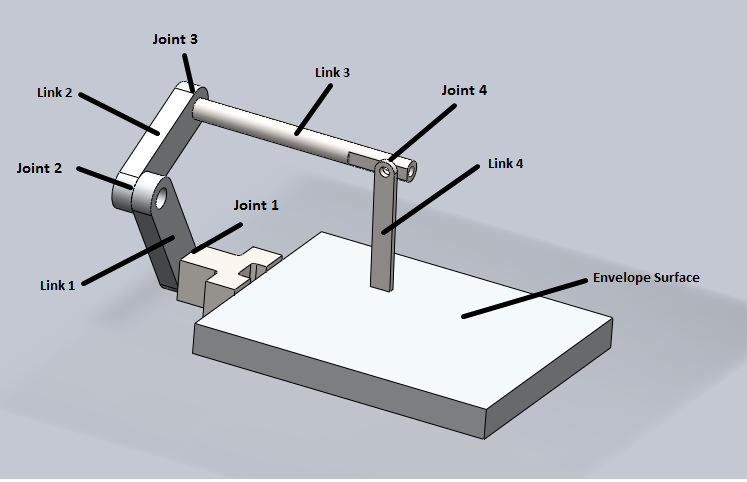 Joint 3
Link 3
Link 2
Joint 4
Link 4
Joint 2
Joint 1
Envelope Surface
Link 1